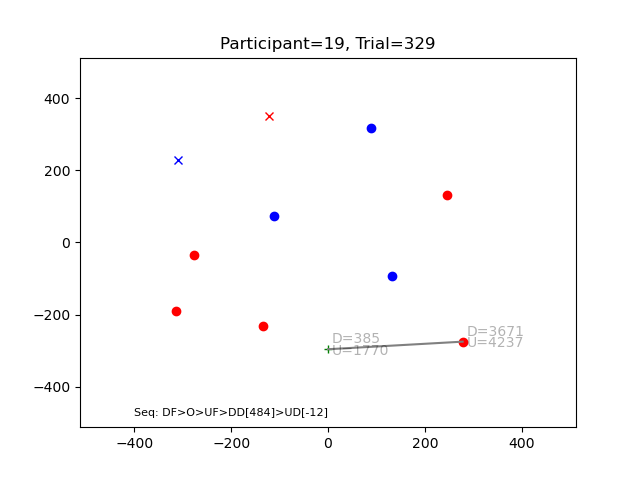 Participant=19, Trial=329
400
200
0
−200
−400
D=385
U=1770
D=3671
U=4237
Seq: DF>O>UF>DD[484]>UD[-12]
−400
−200
0
200
400